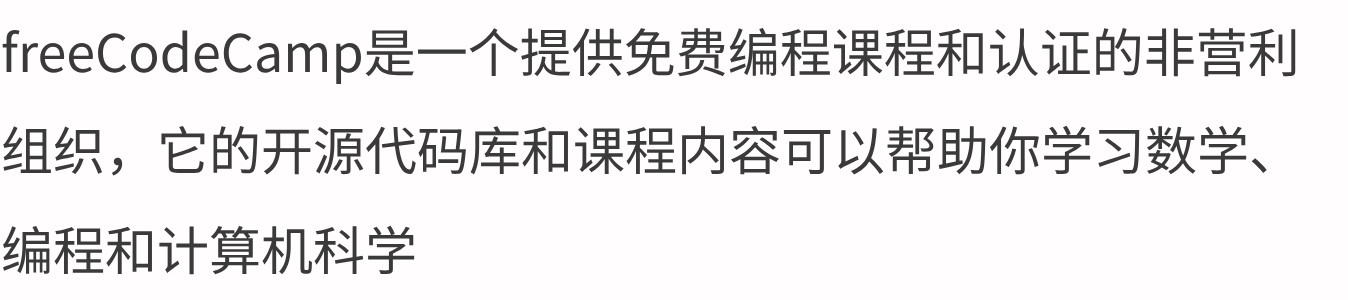 freeCodeCamp是一个提供免费编程课程和认证的非营利
组织，它的开源代码库和课程内容可以帮助你学习数学、
编程和计算机科学